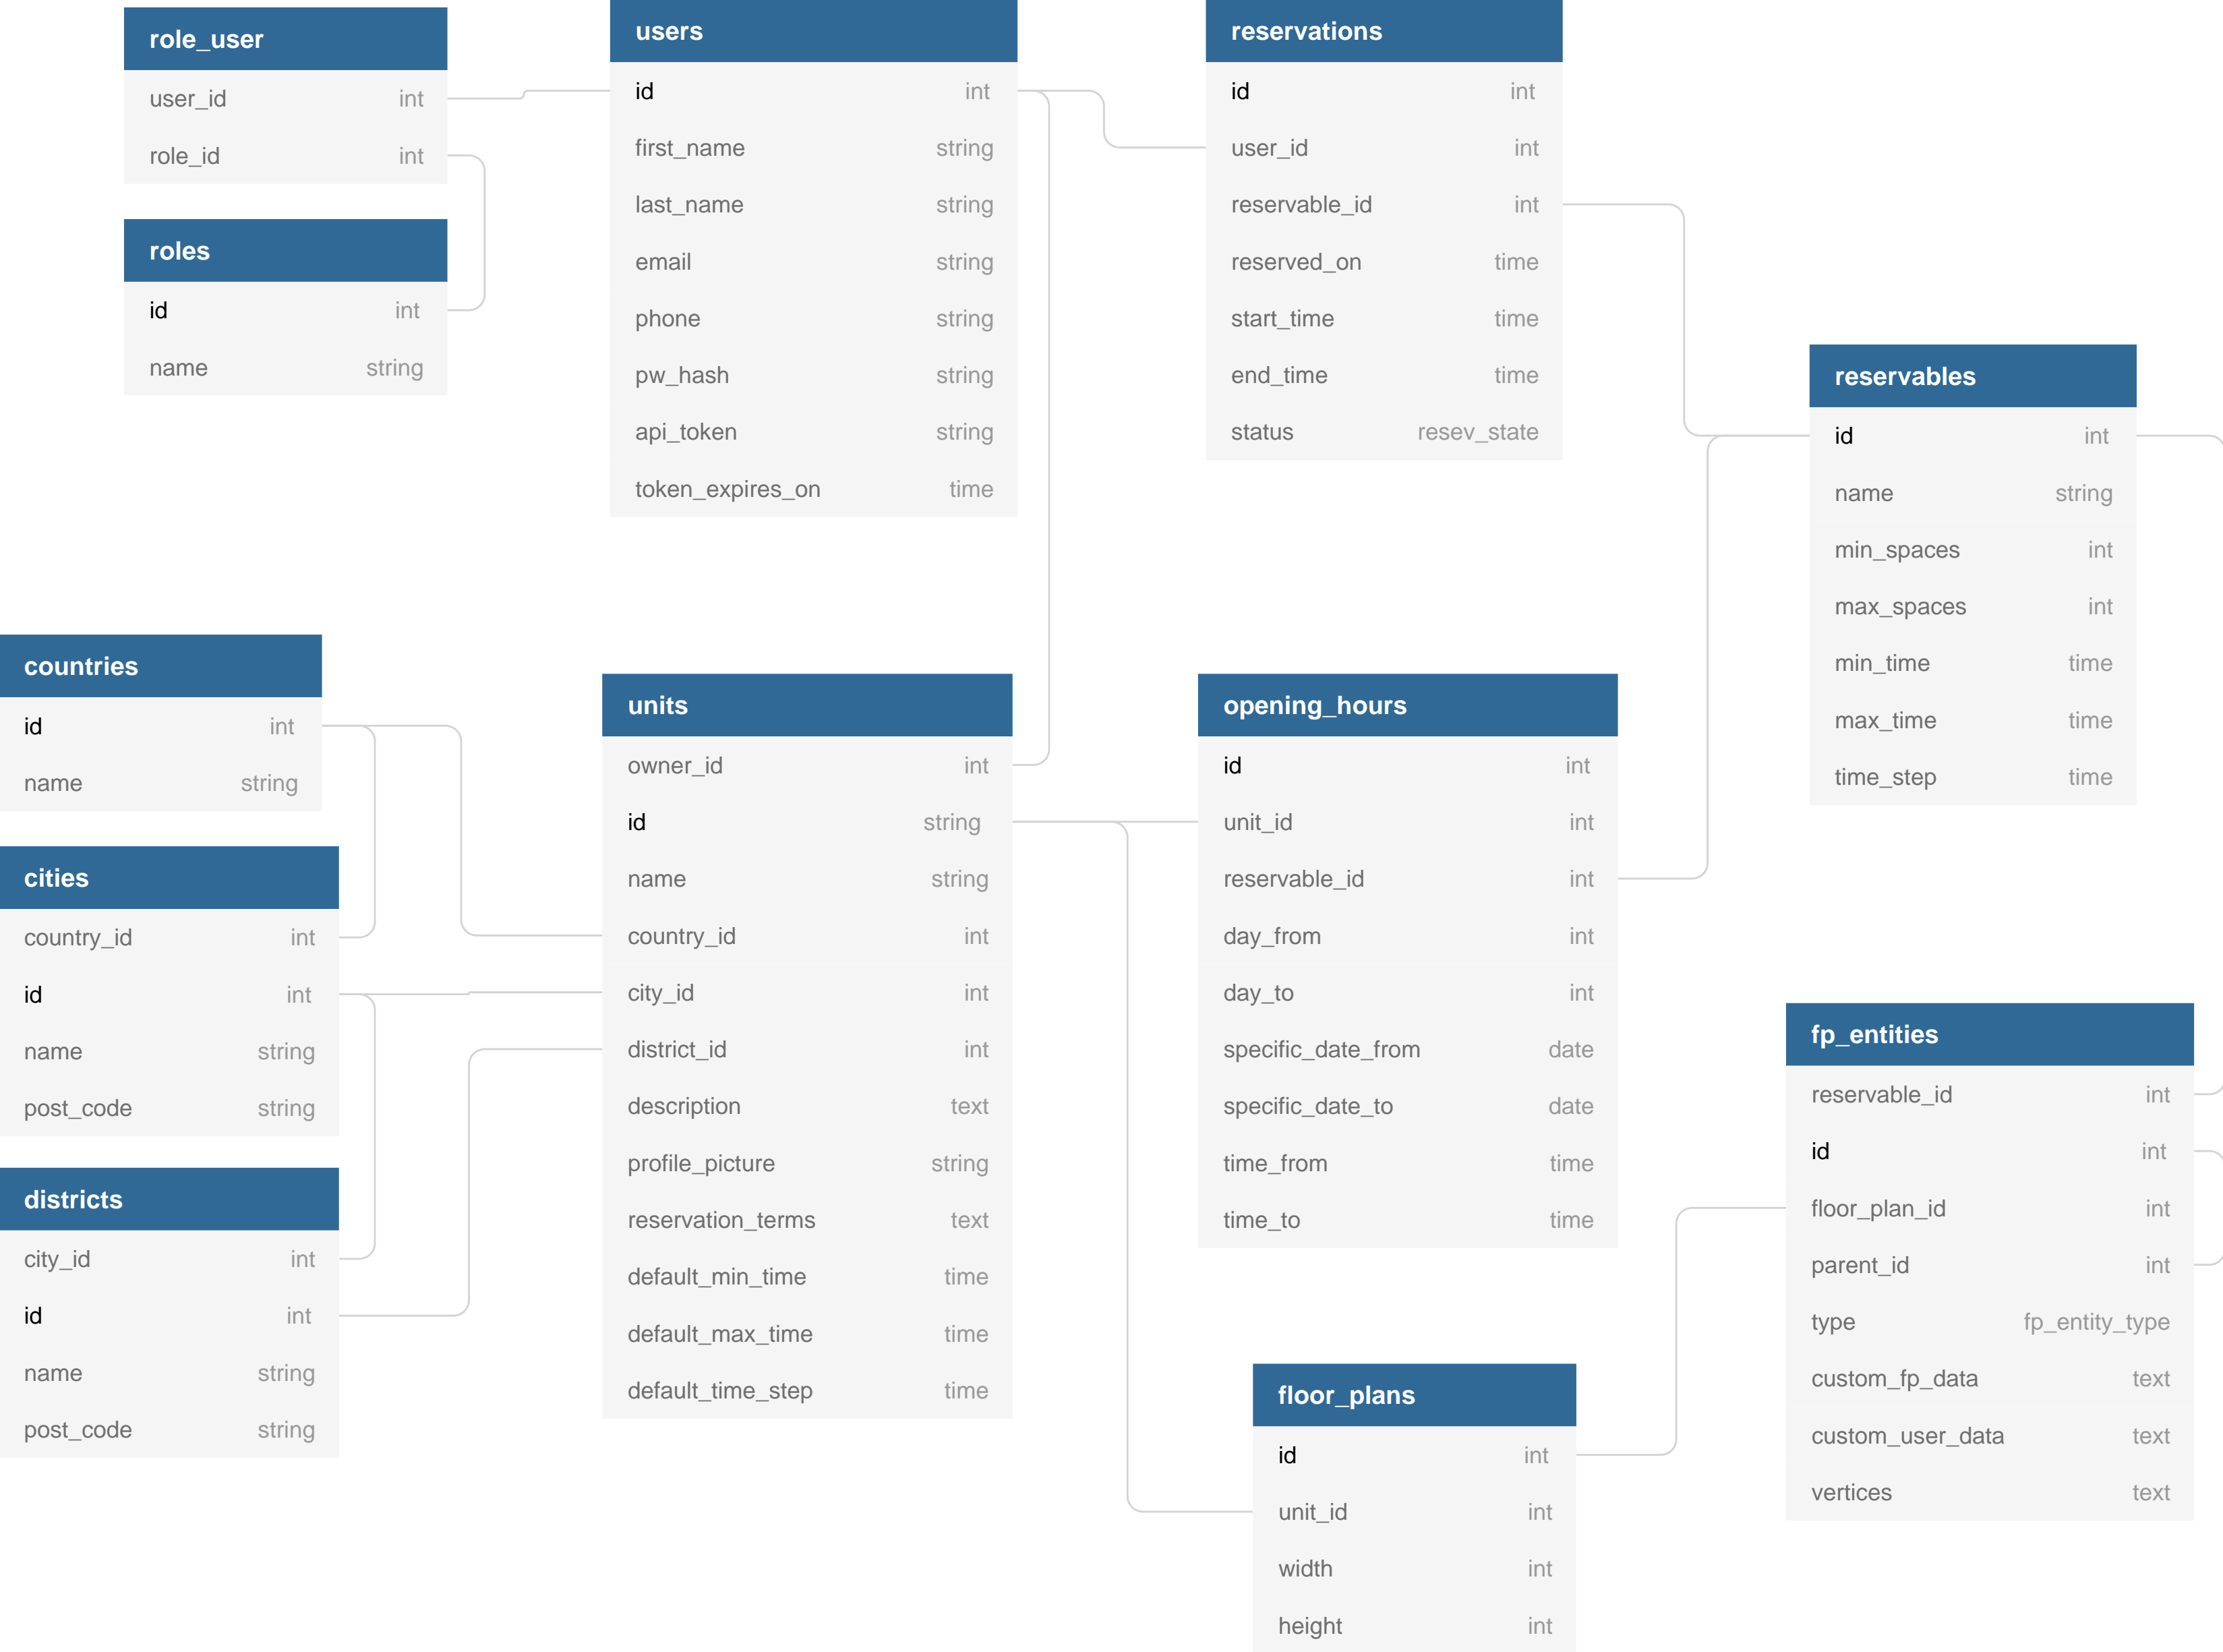 role_user
user_id int
role_id int
roles
id int
name string
users
id int
first_name string
last_name string
email string
phone string
pw_hash string
api_token string
token_expires_on time
reservations
id int
user_id int
reservable_id int
reserved_on time
start_time time
end_time time
status resev_state
reservables
id int
name string
min_spaces int
max_spaces int
min_time time
max_time time
time_step time
countries
id int
name string
cities
country_id int
id int
name string
post_code string
districts
city_id int
id int
name string
post_code string
units
owner_id int
id string
name string
country_id int
city_id int
district_id int
description text
profile_picture string
reservation_terms text
default_min_time time
default_max_time time
default_time_step time
opening_hours
id int
unit_id int
reservable_id int
day_from int
day_to int
specific_date_from date
specific_date_to date
time_from time
time_to time
floor_plans
id int
unit_id int
width int
height int
fp_entities
reservable_id int
id int
floor_plan_id int
parent_id int
type fp_entity_type
custom_fp_data text
custom_user_data text
vertices text